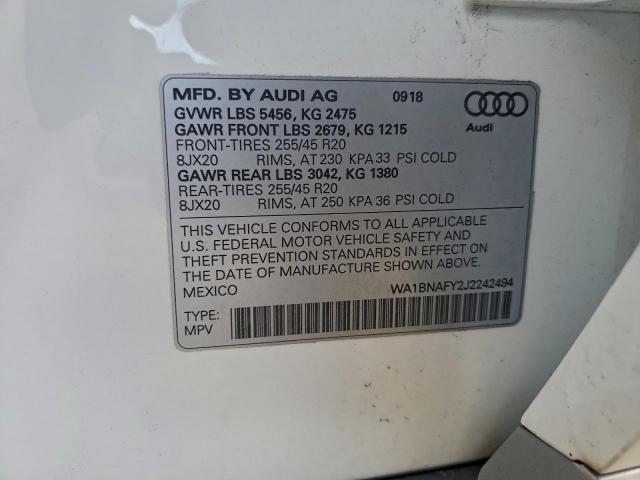 MFD. BY AUDI AG 0918
GVWR LBS 5456, KG 2475
GAWR FRONT LBS 2679, KG 1215
FRONT-TIRES 255/45 R20
8JX20 RIMS, AT 230 KPA 33 PSI COLD
GAWR REAR LBS 3042, KG 1380
REAR-TIRES 255/45 R20
8JX20 RIMS, AT 250 KPA 36 PSI COLD
Audi
THIS VEHICLE CONFORMS TO ALL APPLICABLE
U.S. FEDERAL MOTOR VEHICLE SAFETY AND
THEFT PREVENTION STANDARDS IN EFFECT ON
THE DATE OF MANUFACTURE SHOWN ABOVE.
MEXICO WA1BNAFY2J2242494
TYPE:
MPV